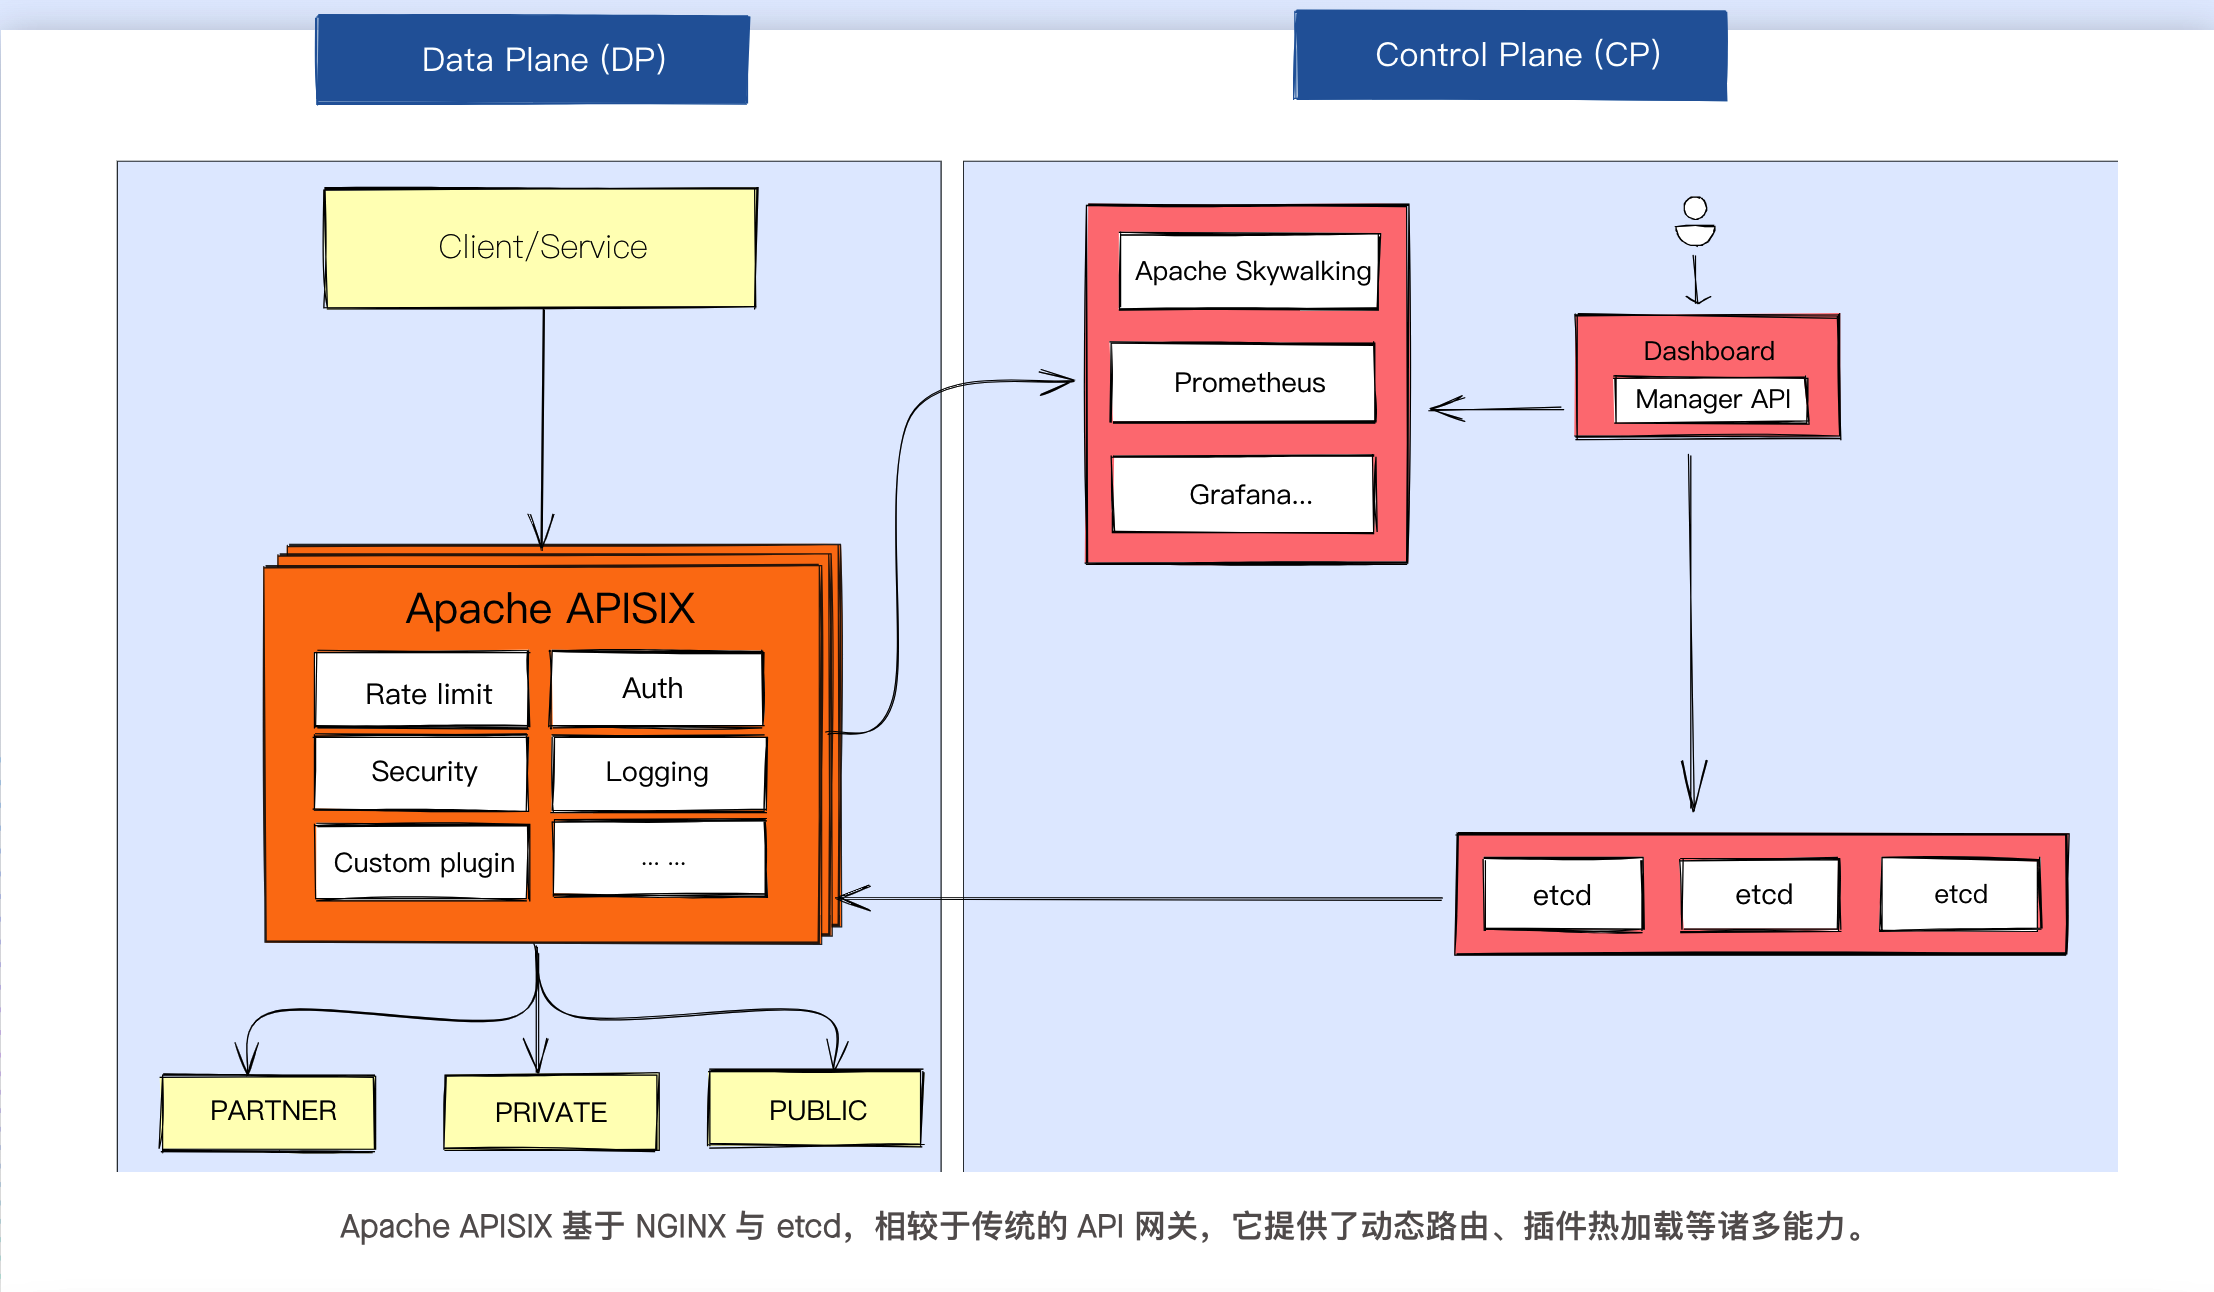 Data Plane (DP)
Control Plane (CP)
Client/Service
Apache APISIX
Rate limit
Auth
Security
Logging
Custom plugin
... ...
PARTNER
PRIVATE
PUBLIC
Apache Skywalking
Prometheus
Grafana...
Dashboard
Manager API
etcd
etcd
etcd
Apache APISIX 基于 NGINX 与 etcd，相较于传统的 API 网关，它提供了动态路由、插件热加载等诸多能力。